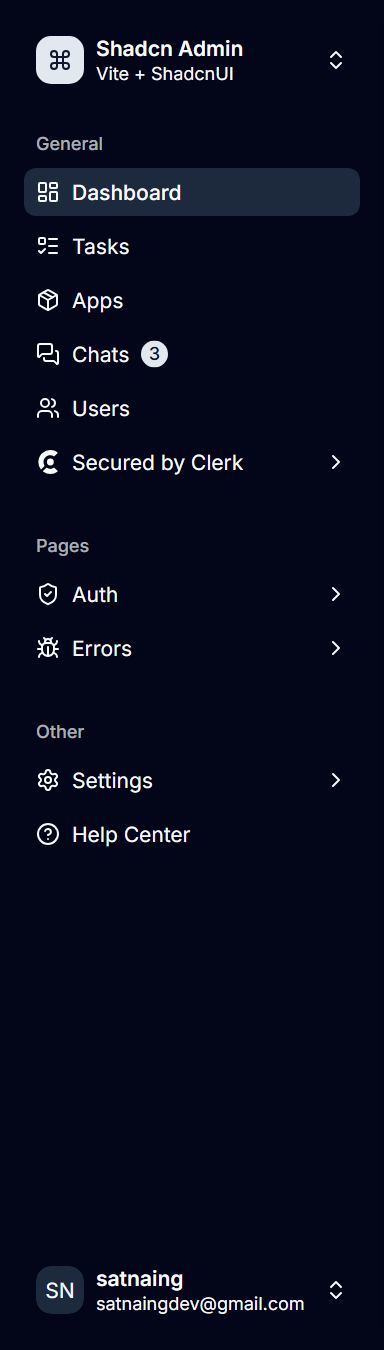 Shadcn Admin
Vite + ShadcnUI
General
Dashboard
Tasks
Apps
Chats 3
Users
Secured by Clerk
Pages
Auth
Errors
Other
Settings
Help Center
SN
satnaing
satnaingdev@gmail.com